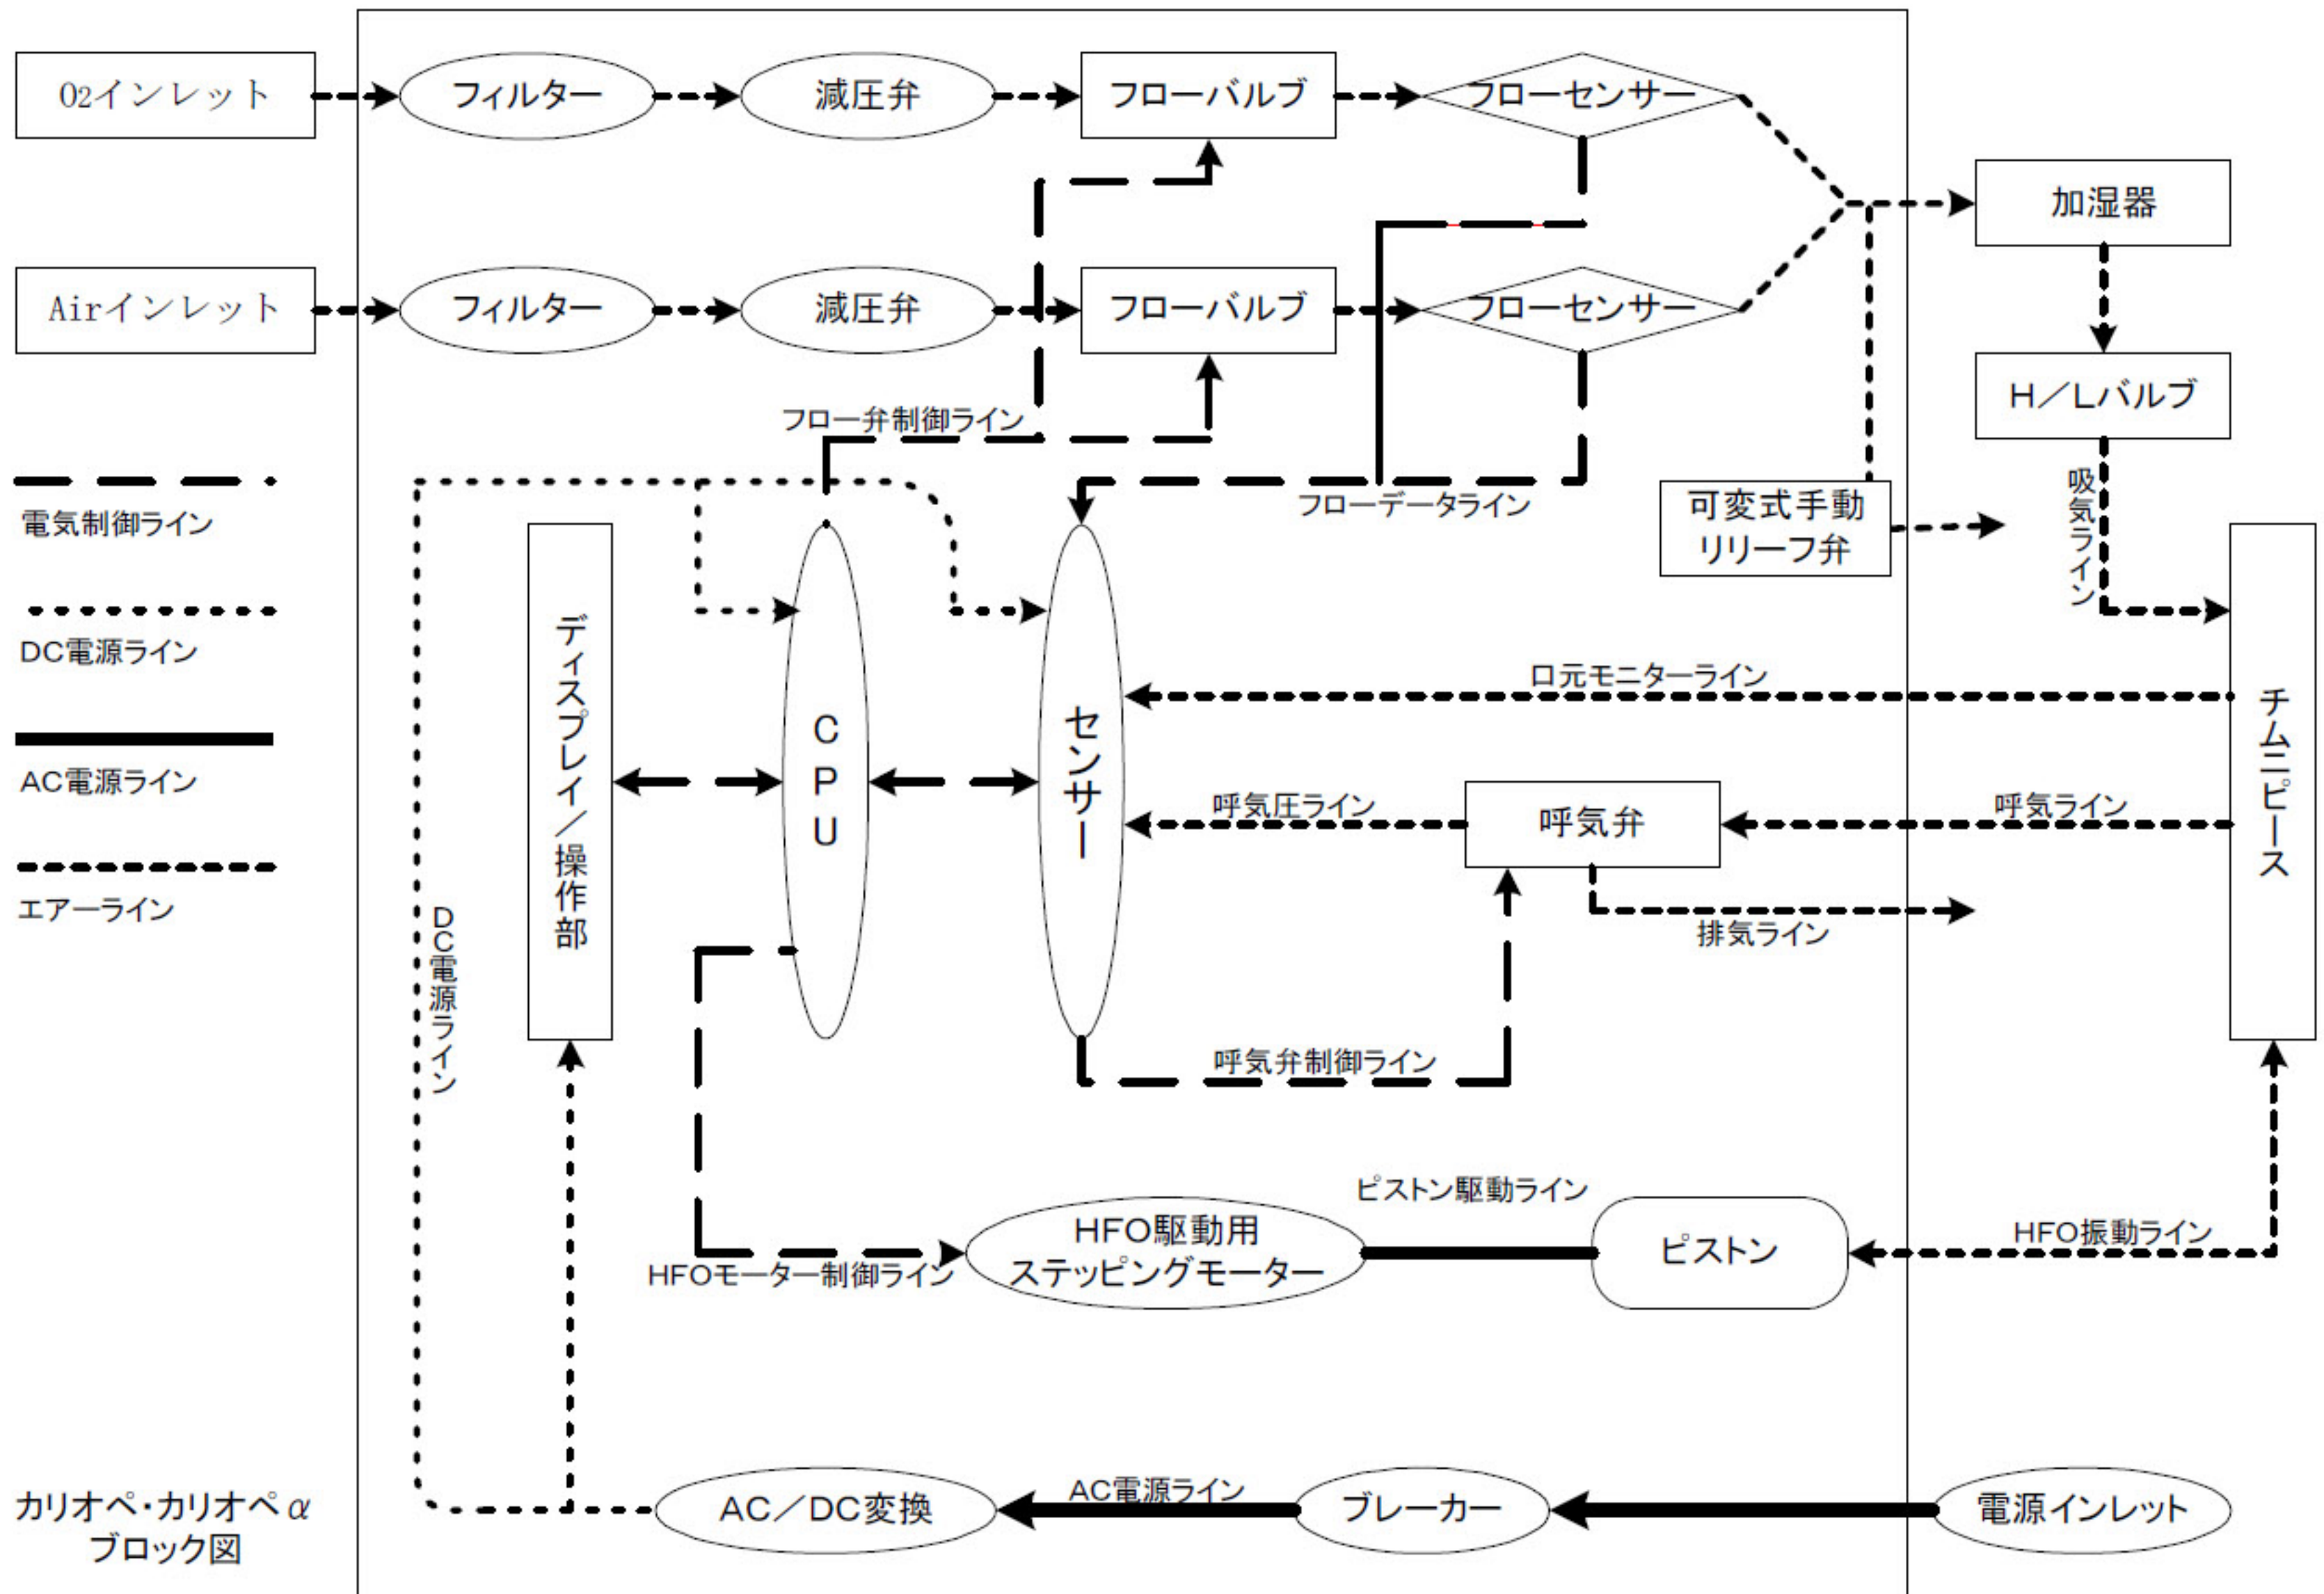 O2インレット
フィルター
減圧弁
フローバルブ
フローセンサー
加湿器
Airインレット
フィルター
減圧弁
フローバルブ
フローセンサー
H/Lバルブ
フロー弁制御ライン
フローデータライン
可変式手動
リリーフ弁
吸気ライン
電気制御ライン
DC電源ライン
AC電源ライン
エアーライン
DC電源ライン
ディスプレイ/操作部
CPU
センサー
口元モニターライン
呼気圧ライン
呼気弁
呼気ライン
チムニピース
排気ライン
呼気弁制御ライン
HFOモーター制御ライン
HFO駆動用
ステッピングモーター
ピストン駆動ライン
ピストン
HFO振動ライン
カリオペ・カリオペα
ブロック図
AC/DC変換
AC電源ライン
ブレーカー
電源インレット